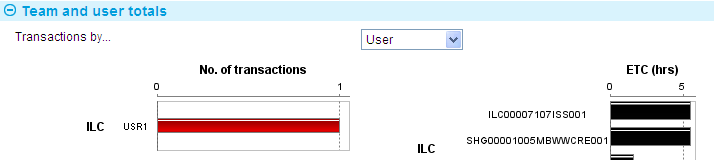 Team and user totals
Transactions by...
User
No. of transactions
0 1
ILC USR1
ETC (hrs)
0 5
ILC00007107ISS001
SHG00001005MBWWCRE001
ILC